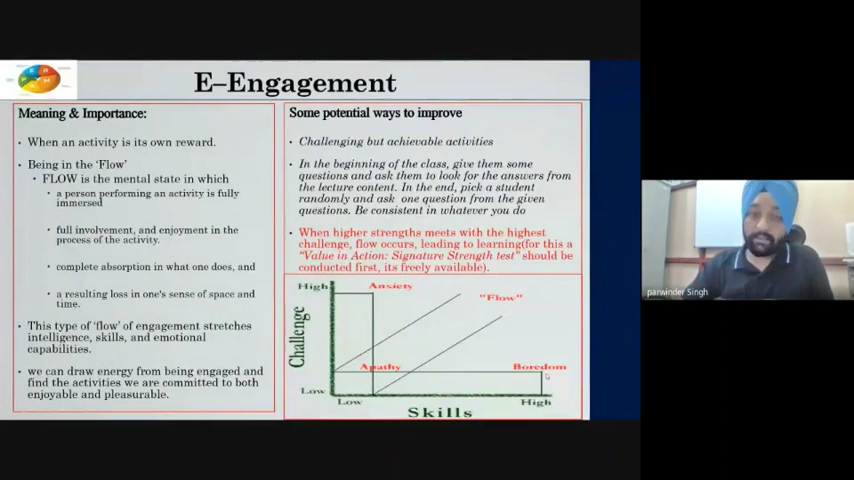 E–Engagement
Meaning & Importance:
• When an activity is its own reward.
• Being in the ‘Flow’
• FLOW is the mental state in which
• a person performing an activity is fully
immersed
• full involvement, and enjoyment in the
process of the activity.
• complete absorption in what one does, and
• a resulting loss in one's sense of space and
time.
• This type of ‘flow’ of engagement stretches
intelligence, skills, and emotional
capabilities.
• we can draw energy from being engaged and
find the activities we are committed to both
enjoyable and pleasurable.
Some potential ways to improve
• Challenging but achievable activities
• In the beginning of the class, give them some
questions and ask them to look for the answers from
the lecture content. In the end, pick a student
randomly and ask one question from the given
questions. Be consistent in whatever you do
• When higher strengths meets with the highest
challenge, flow occurs, leading to learning(for this a
“Value in Action: Signature Strength test” should be
conducted first, its freely available).
High
Anxiety
"Flow"
Challenge
Apathy
Boredom
Low
Low
High
Skills
parwinder Singh